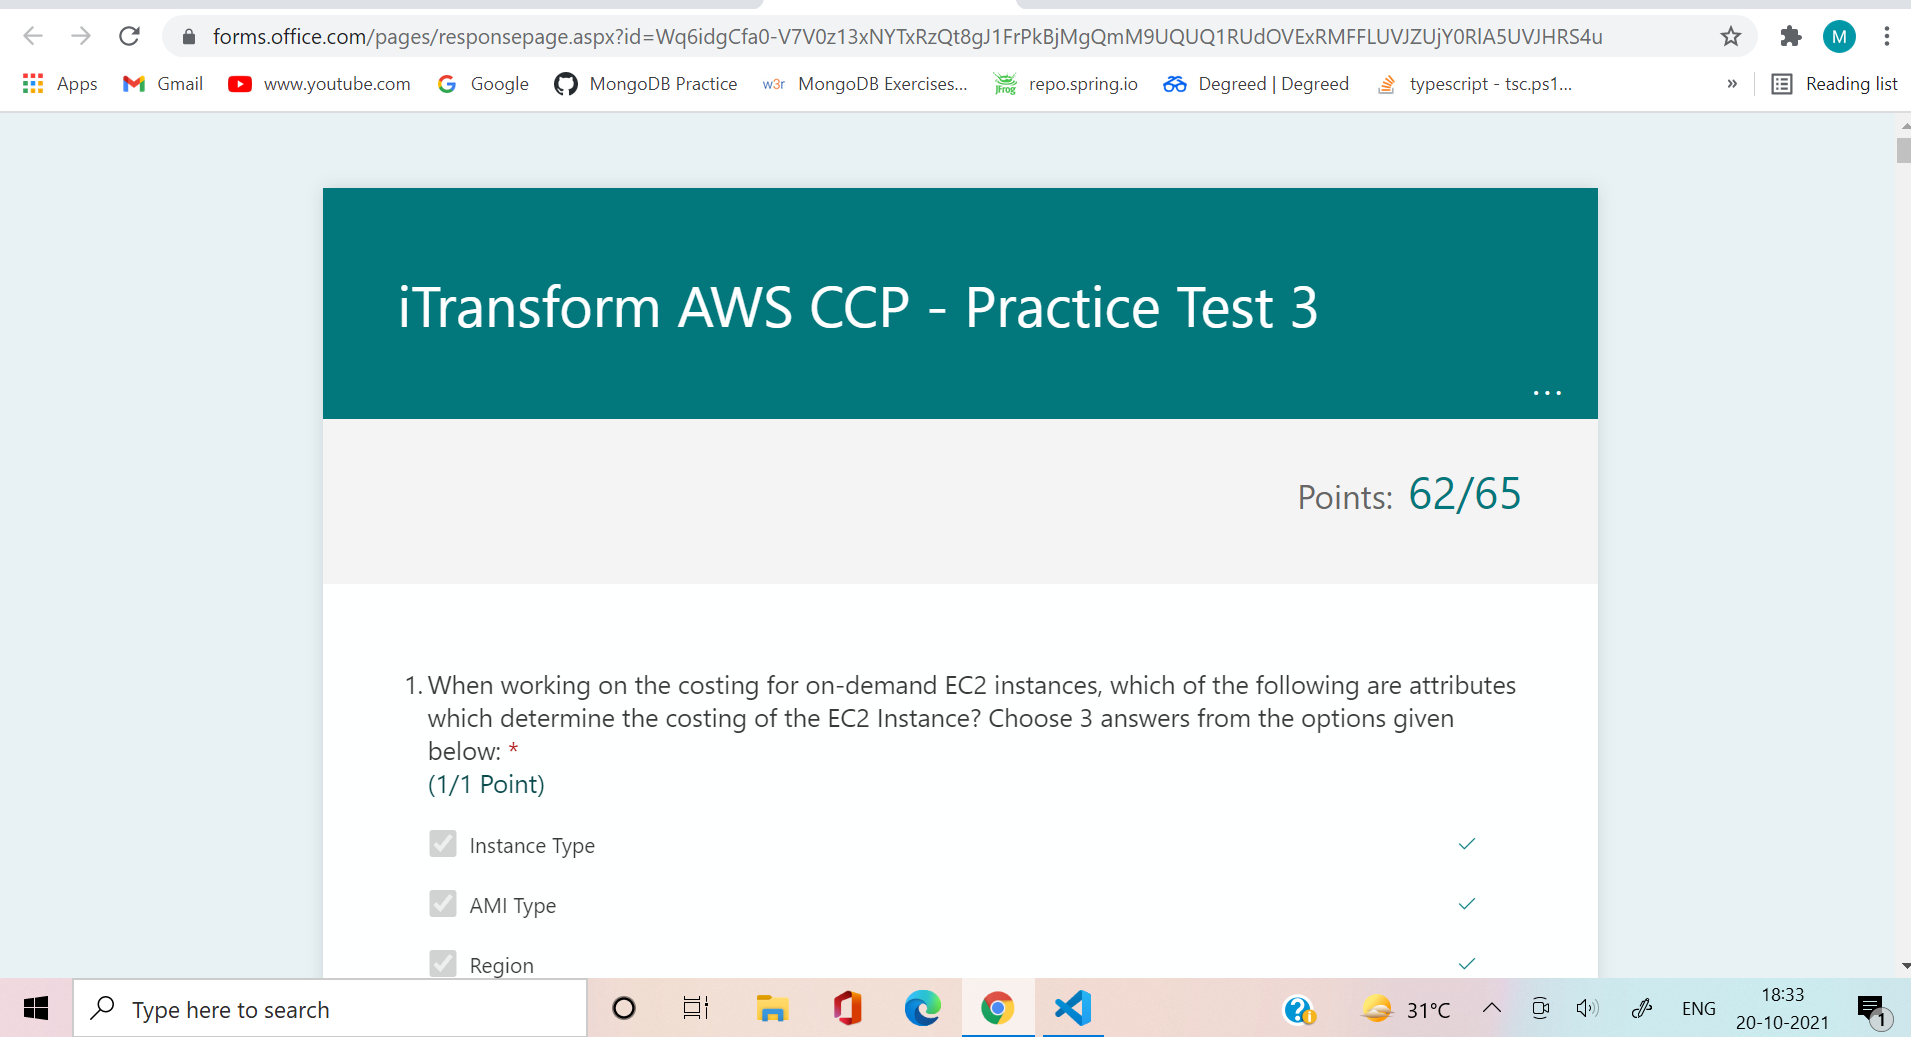 forms.office.com/pages/responsepage.aspx?id=Wq6idgCfa0-V7V0z13xNYTxRzQt8gJ1FrPkBjMgQmM9UQUQ1RUdOVExRMFFLUVJZUjY0RlA5UVJHRS4u
M
Apps Gmail www.youtube.com Google MongoDB Practice w3r MongoDB Exercises... JFrog repo.spring.io Degreed | Degreed typescript - tsc.ps1... » Reading list
iTransform AWS CCP - Practice Test 3
...
Points: 62/65
1. When working on the costing for on-demand EC2 instances, which of the following are attributes
which determine the costing of the EC2 Instance? Choose 3 answers from the options given
below: *
(1/1 Point)
Instance Type
AMI Type
Region
Type here to search
31°C
ENG
18:33
20-10-2021
1